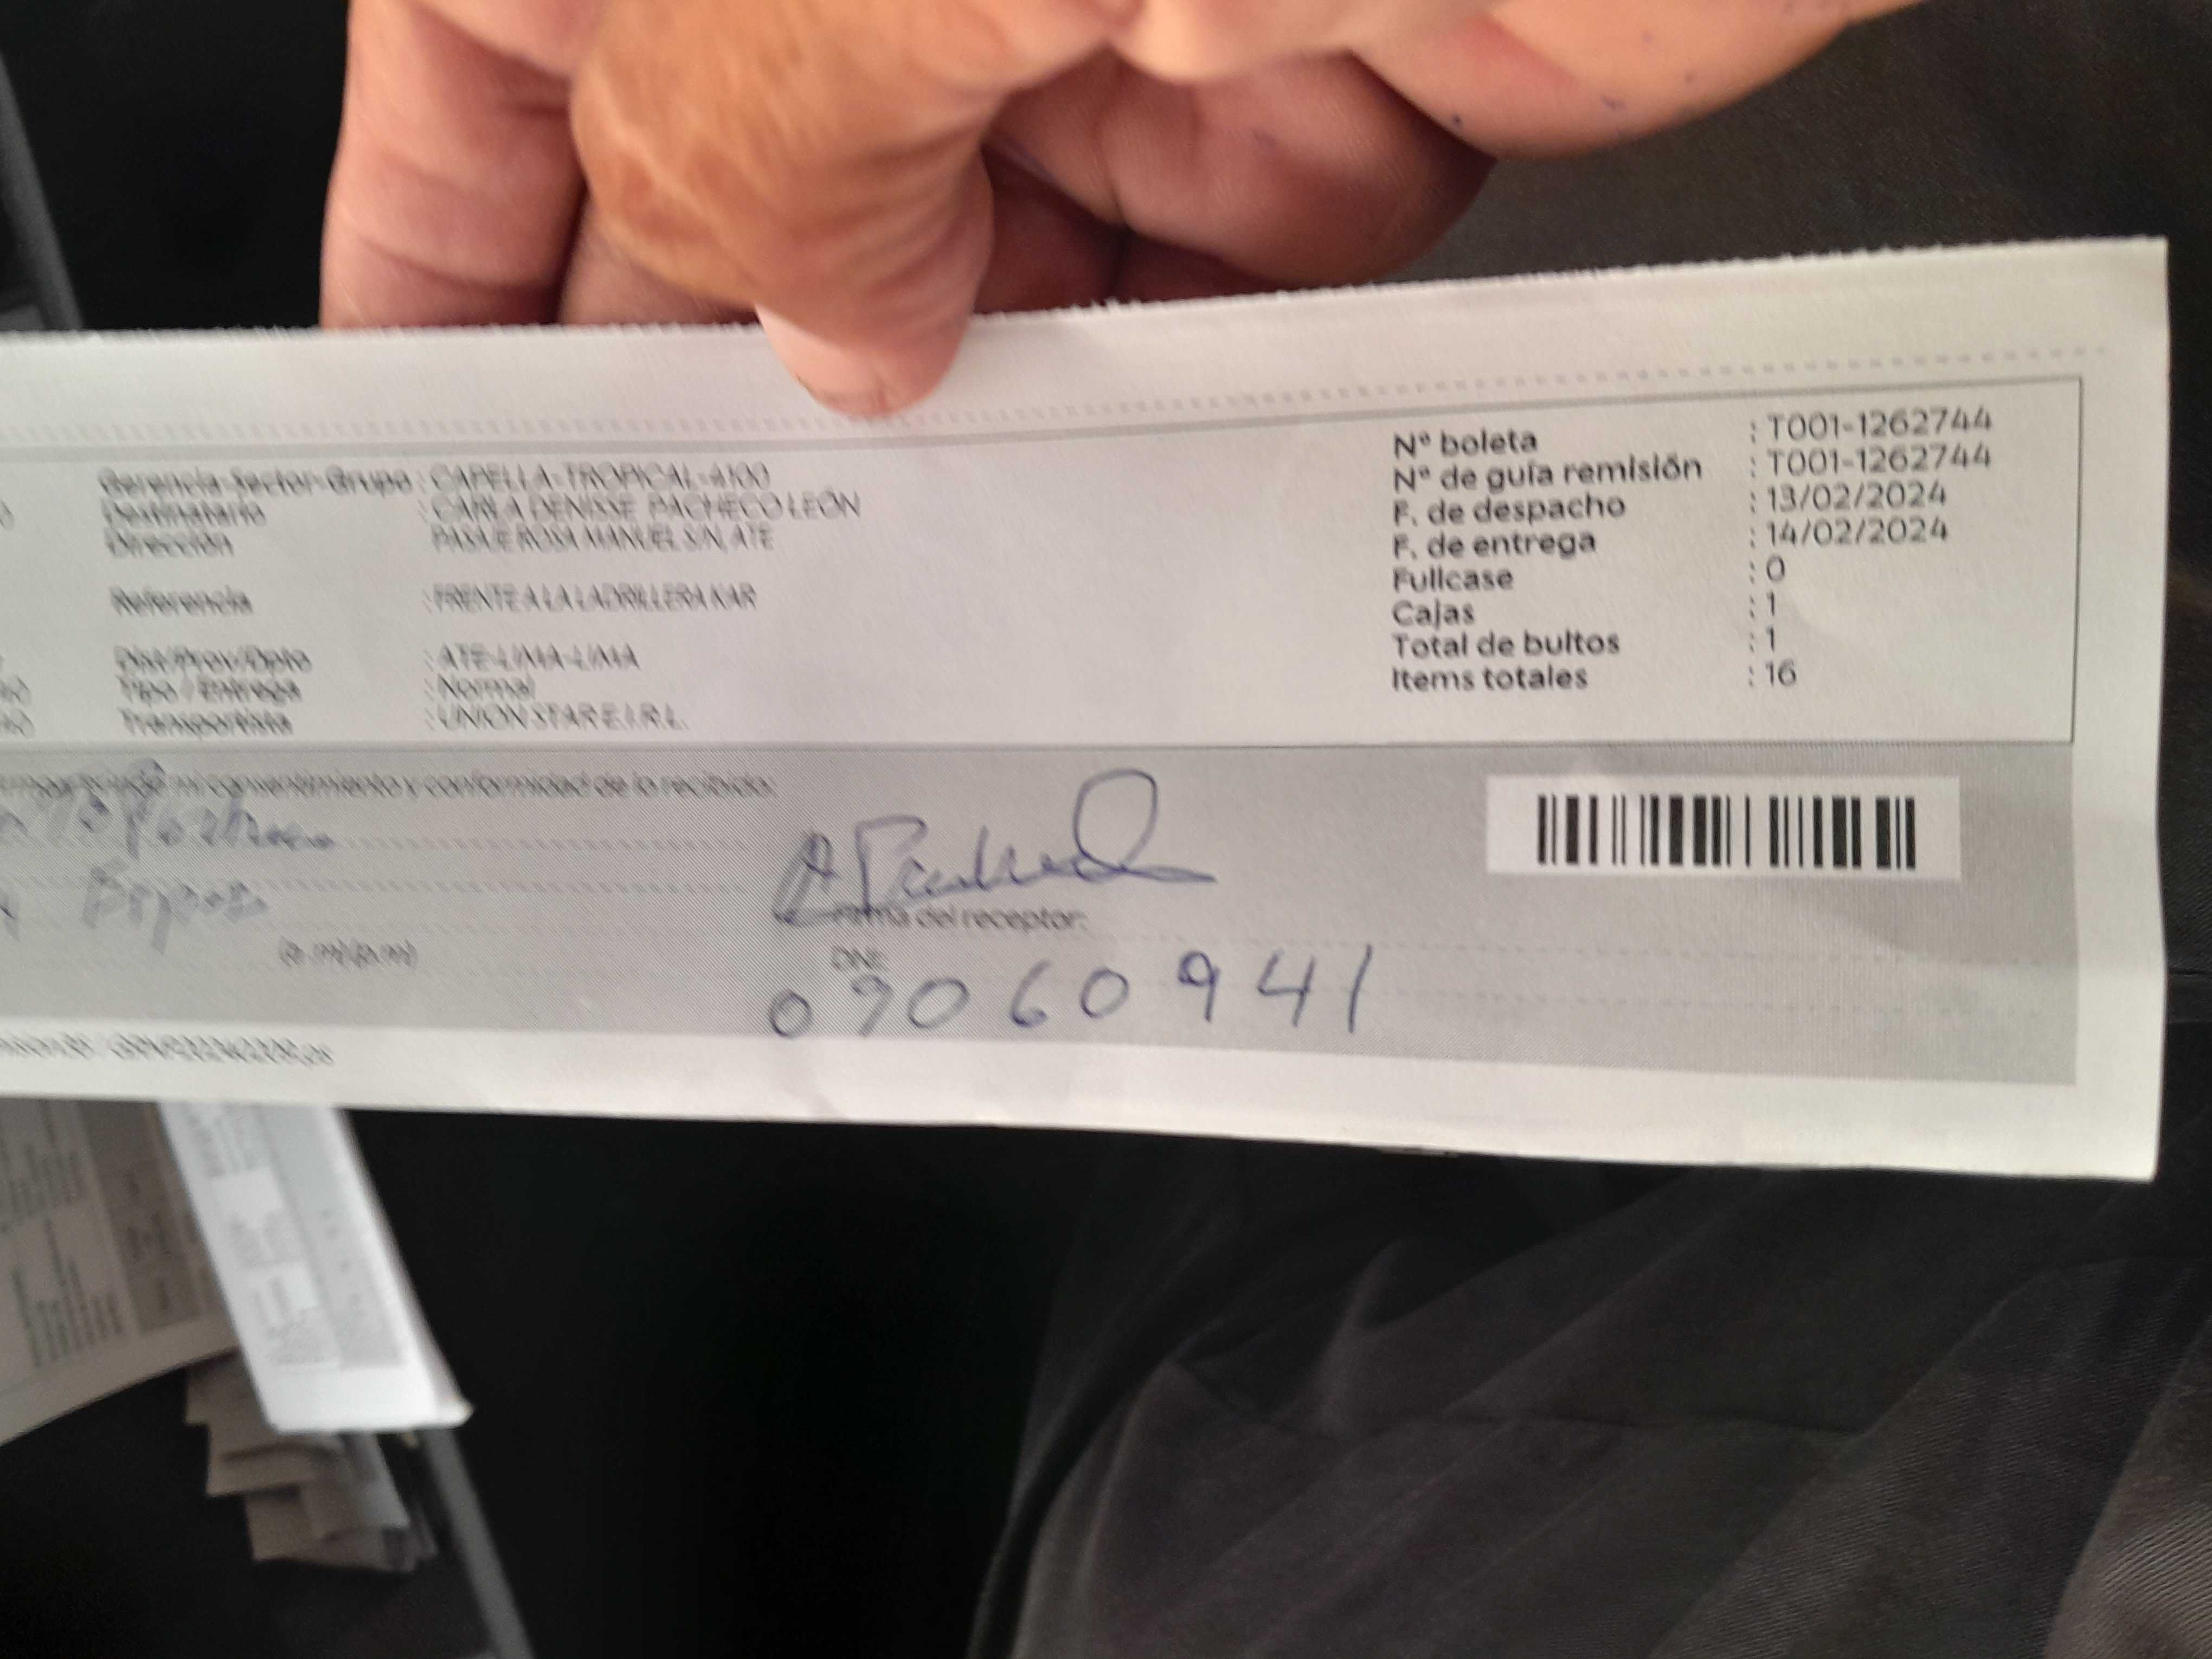 Gerencia-Sector-Grupo : CAPELLA-TROPICAL-4100
Destinatario : CARLA DENISSE PACHECO LEÓN
Dirección PASAJE ROSA MANUEL S/N, ATE
Referencia : FRENTE A LA LADRILLERA KAR
Dist/Prov/Dpto : ATE-LIMA-LIMA
Tipo / Entrega : Normal
Transportista : UNION STAR E.I.R.L.
Nº boleta : T001-1262744
Nº de guía remisión : T001-1262744
F. de despacho : 13/02/2024
F. de entrega : 14/02/2024
Fullcase : 0
Cajas : 1
Total de bultos : 1
Items totales : 16
mi consentimiento y conformidad de lo recibido:
(a.m)(p.m)
Firma del receptor:
DNI:
09060941